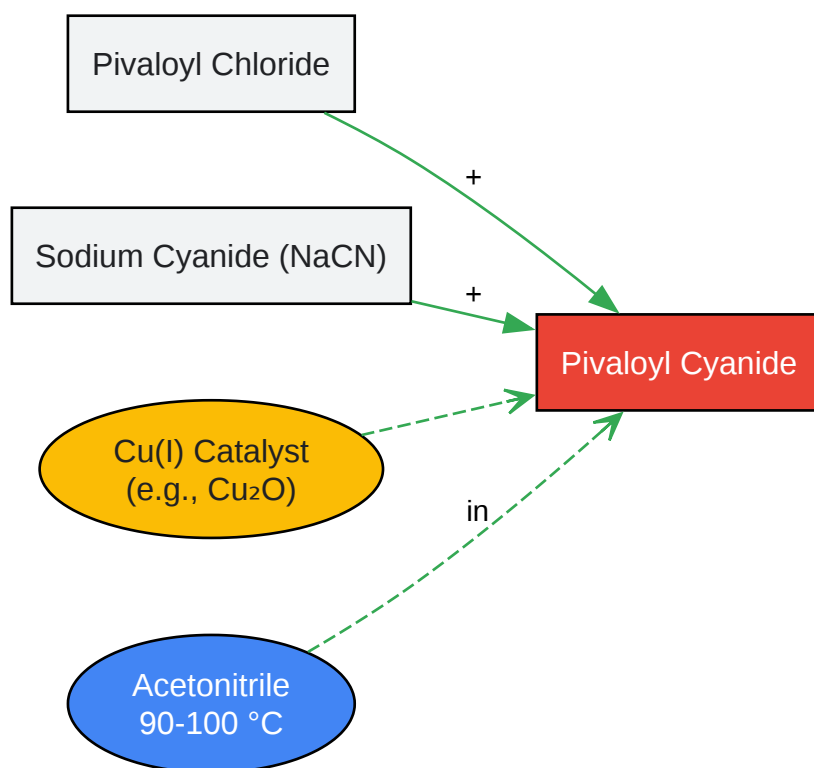 Pivaloyl Chloride
+
Sodium Cyanide (NaCN)
+
Pivaloyl Cyanide
Cu(I) Catalyst
(e.g., Cu₂O)
in
Acetonitrile
90-100 °C